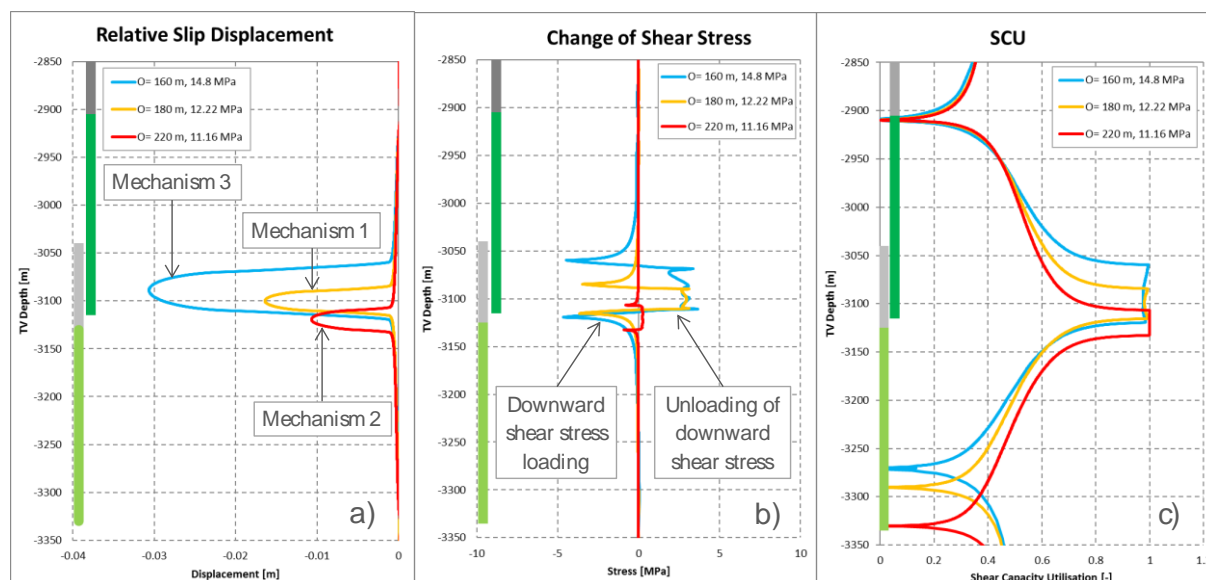 Relative Slip Displacement
O= 160 m, 14.8 MPa
O= 180 m, 12.22 MPa
O= 220 m, 11.16 MPa
TV Depth [m]
-2850
-2900
-2950
-3000
-3050
-3100
-3150
-3200
-3250
-3300
-3350
Mechanism 3
Mechanism 1
Mechanism 2
a)
-0.04
-0.03
-0.02
-0.01
0
Displacement [m]
Change of Shear Stress
O= 160 m, 14.8 MPa
O= 180 m, 12.22 MPa
O= 220 m, 11.16 MPa
TV Depth [m]
-2850
-2900
-2950
-3000
-3050
-3100
-3150
-3200
-3250
-3300
-3350
Downward
shear stress
loading
Unloading of
downward
shear stress
b)
-10
-5
0
5
10
Stress [MPa]
SCU
O= 160 m, 14.8 MPa
O= 180 m, 12.22 MPa
O= 220 m, 11.16 MPa
TV Depth [m]
-2850
-2900
-2950
-3000
-3050
-3100
-3150
-3200
-3250
-3300
-3350
c)
0
0.2
0.4
0.6
0.8
1
Shear Capacity Utilisation [-]